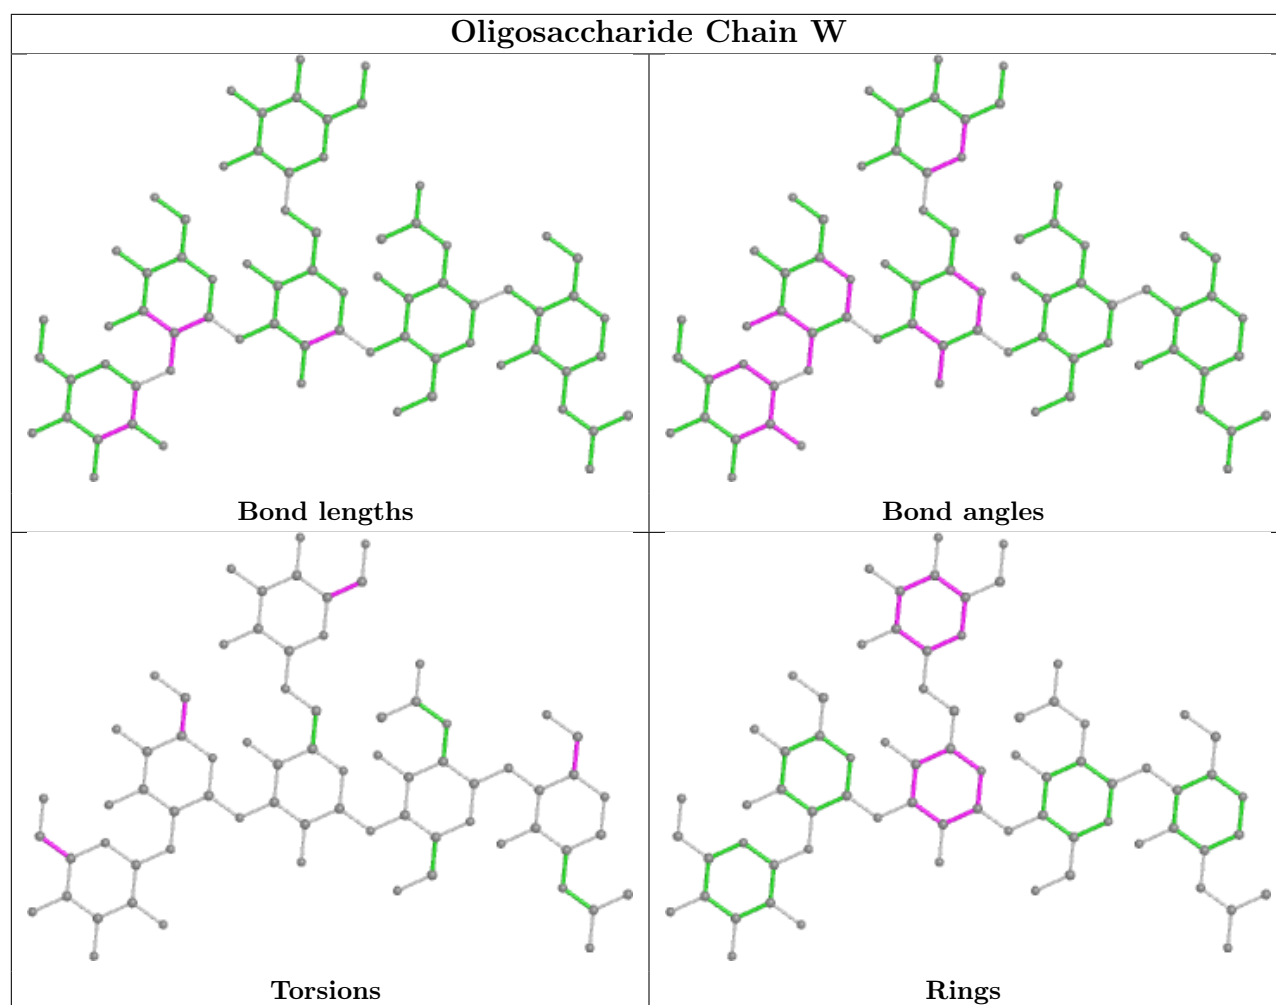 Oligosaccharide Chain W
Bond lengths
Bond angles
Torsions
Rings